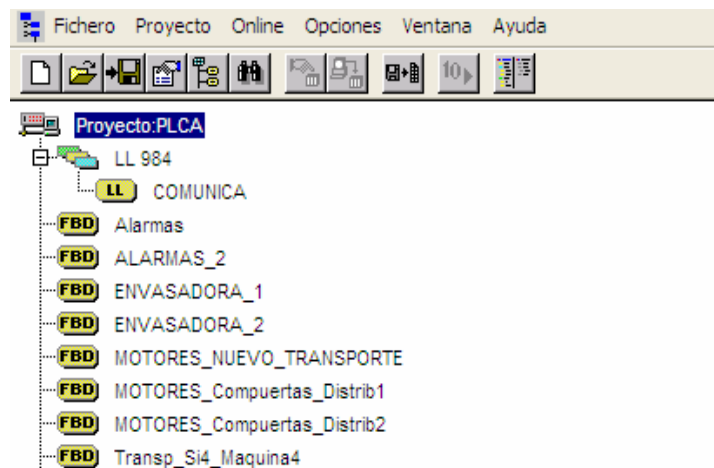 Fichero Proyecto Online Opciones Ventana Ayuda
10
Proyecto:PLCA
LL 984
LL COMUNICA
FBD Alarmas
FBD ALARMAS_2
FBD ENVASADORA_1
FBD ENVASADORA_2
FBD MOTORES_NUEVO_TRANSPORTE
FBD MOTORES_Compuertas_Distrib1
FBD MOTORES_Compuertas_Distrib2
FBD Transp_Si4_Maquina4